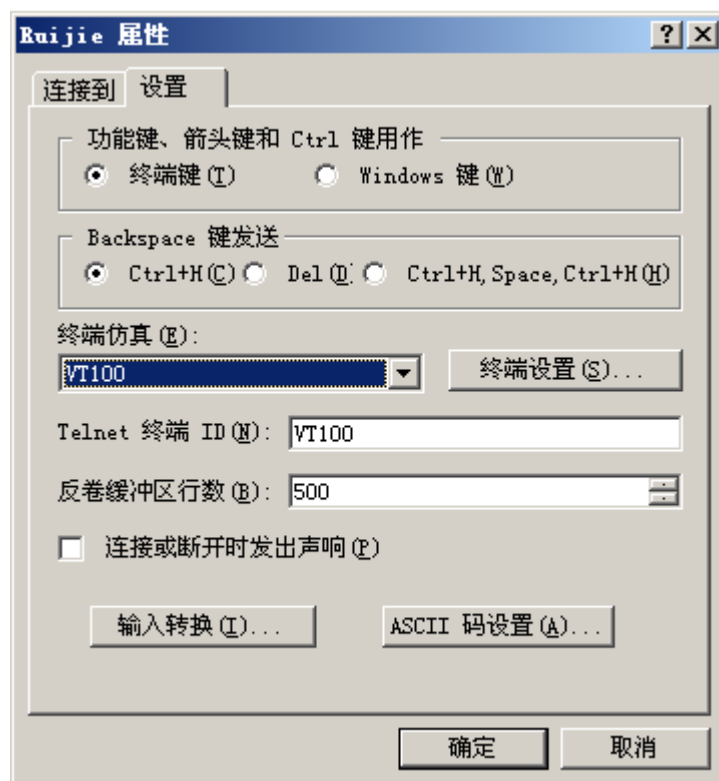 Ruijie 属性
连接到 设置
功能键、箭头键和 Ctrl 键用作
终端键(T) Windows 键(W)
Backspace 键发送
Ctrl+H(C) Del(D) Ctrl+H,Space,Ctrl+H(H)
终端仿真(E):
VT100 终端设置(S)...
Telnet 终端 ID(N): VT100
反卷缓冲区行数(B): 500
连接或断开时发出声响(P)
输入转换(I)... ASCII 码设置(A)...
确定 取消